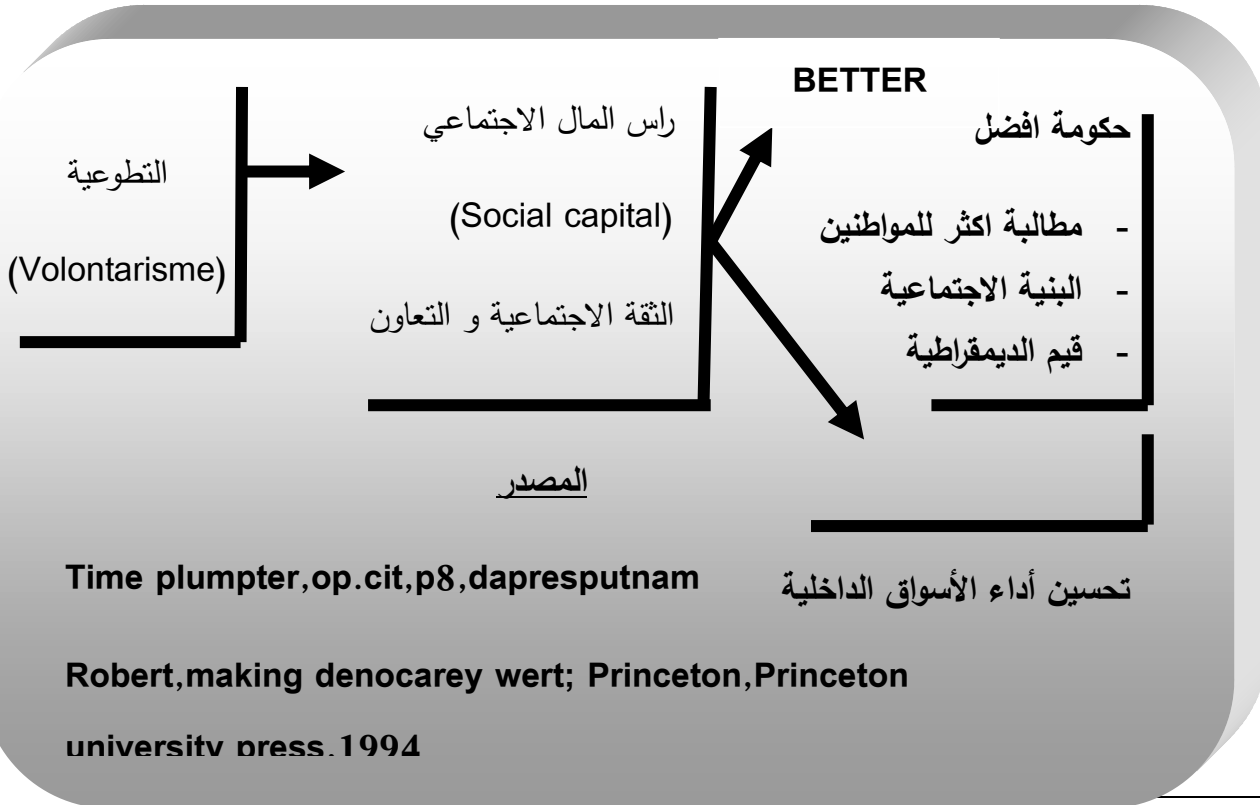 التطوعية
(Volontarisme)
راس المال الاجتماعي
(Social capital)
الثقة الاجتماعية و التعاون
BETTER
حكومة افضل
- مطالبة اكثر للمواطنين
- البنية الاجتماعية
- قيم الديمقراطية
تحسين أداء الأسواق الداخلية
المصدر
Time plumpter,op.cit,p8,dapresputnam
Robert,making denocarey wert; Princeton,Princeton
university press,1994